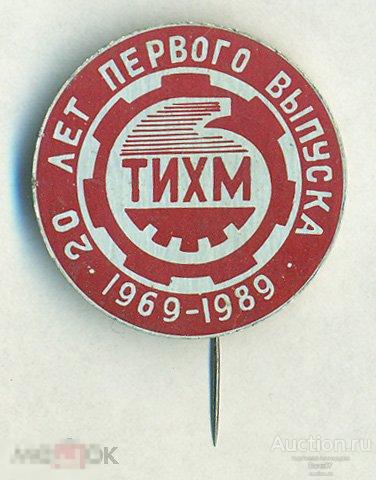 20 ЛЕТ ПЕРВОГО ВЫПУСКА
ТИХМ
· 1969-1989 ·
Auction.ru